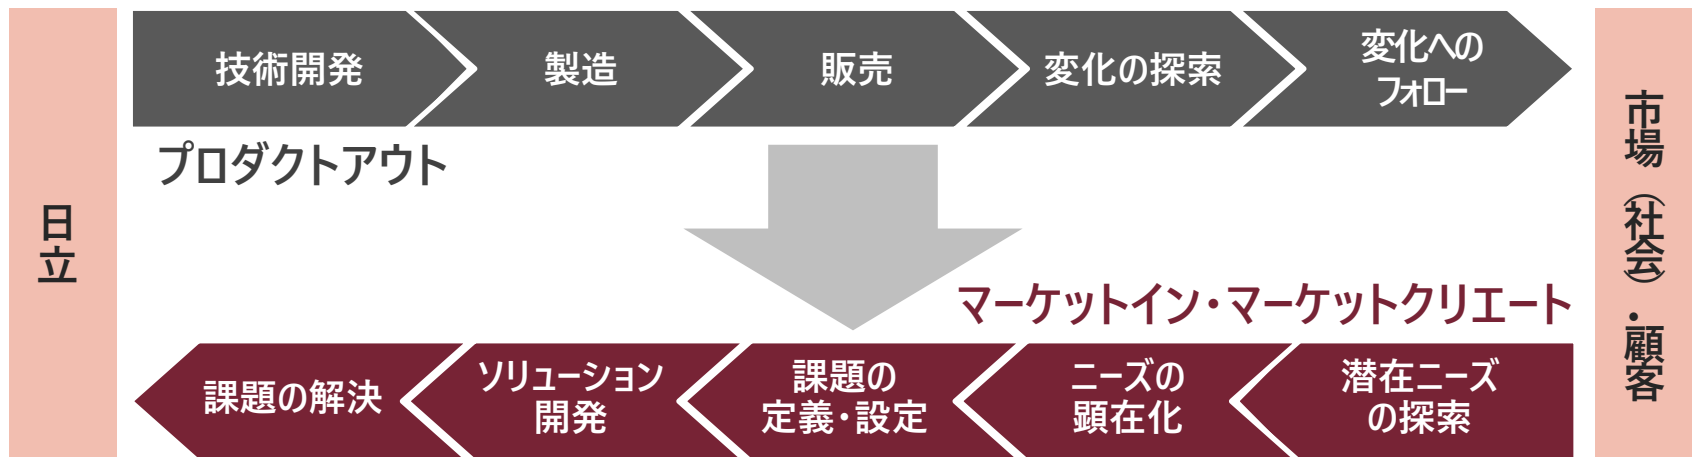 日立
技術開発
製造
販売
変化の探索
変化への
フォロー
プロダクトアウト
マーケットイン・マーケットクリエート
課題の解決
ソリューション
開発
課題の
定義・設定
ニーズの
顕在化
潜在ニーズ
の探索
市場（社会）・顧客